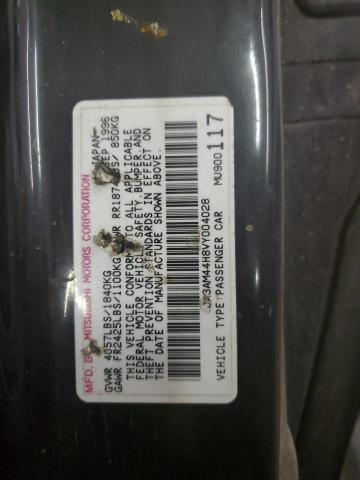 MFD. BY MITSUBISHI MOTORS CORPORATION JAPAN
GVWR 4057LBS/1840KG SEP 1996
GAWR FR2425LBS/1100KG GAWR RR1874LBS/ 850KG
THIS VEHICLE CONFORMS TO ALL APPLICABLE
FEDERAL MOTOR VEHICLE SAFETY, BUMPER,AND
THEFT PREVENTION STANDARDS IN EFFECT ON
THE DATE OF MANUFACTURE SHOWN ABOVE.
JA3AM44H8VY004028
VEHICLE TYPE:PASSENGER CAR MU900117